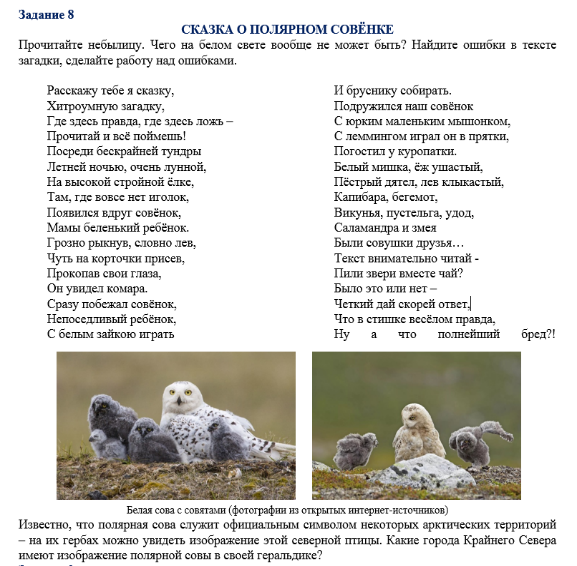 Задание 8
СКАЗКА О ПОЛЯРНОМ СОВЁНКЕ
Прочитайте небылицу. Чего на белом свете вообще не может быть? Найдите ошибки в тексте
загадки, сделайте работу над ошибками.
Расскажу тебе я сказку,
Хитроумную загадку,
Где здесь правда, где здесь ложь –
Прочитай и всё поймешь!
Посреди бескрайней тундры
Летней ночью, очень лунной,
На высокой стройной ёлке,
Там, где вовсе нет иголок,
Появился вдруг совёнок,
Мамы беленький ребёнок.
Грозно рыкнув, словно лев,
Чуть на корточки присев,
Прокопав свои глаза,
Он увидел комара.
Сразу побежал совёнок,
Непоседливый ребёнок,
С белым зайкою играть
И бруснику собирать.
Подружился наш совёнок
С юрким маленьким мышонком,
С леммингом играл он в прятки,
Погостил у куропатки.
Белый мишка, ёж ушастый,
Пёстрый дятел, лев клыкастый,
Капибара, бегемот,
Викунья, пустельга, удод,
Саламандра и змея
Были совушки друзья…
Текст внимательно читай -
Пили звери вместе чай?
Было это или нет –
Четкий дай скорей ответ,
Что в стишке весёлом правда,
Ну а что полнейший бред?!
Белая сова с совятами (фотографии из открытых интернет-источников)
Известно, что полярная сова служит официальным символом некоторых арктических территорий
– на их гербах можно увидеть изображение этой северной птицы. Какие города Крайнего Севера
имеют изображение полярной совы в своей геральдике?